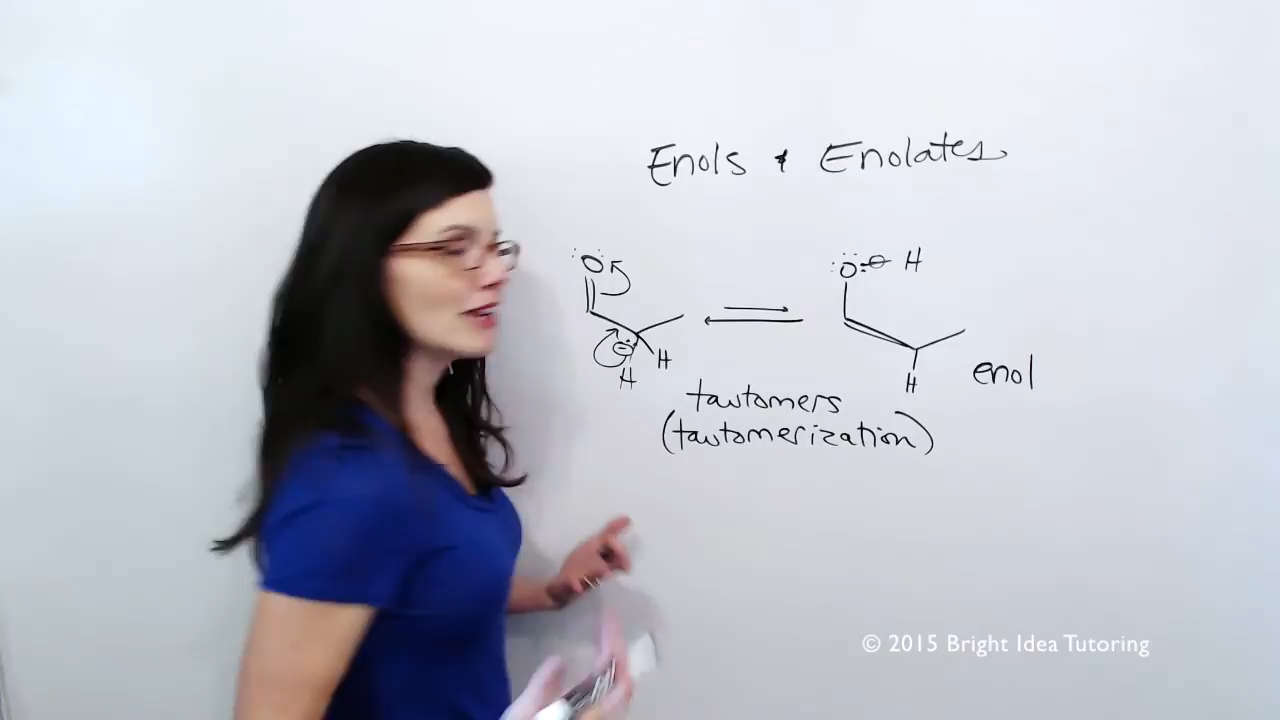 Enols & Enolates
O
H
O
H
H
H
enol
tautomers
(tautomerization)
© 2015 Bright Idea Tutoring